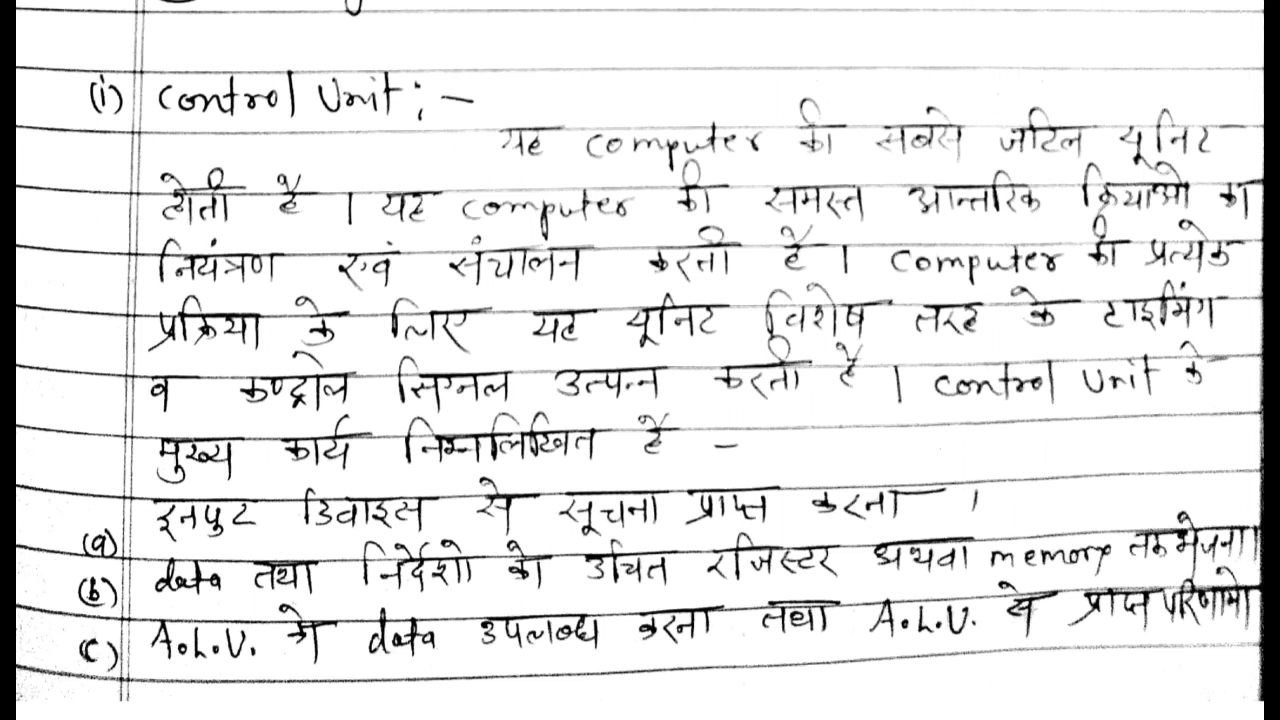 (i) Control Unit :-
यह computer की सबसे जटिल यूनिट
होती है । यह computer की समस्त आन्तरिक क्रियाओ का
नियंत्रण एवं संचालन करती है । computer की प्रत्येक
प्रक्रिया के लिए यह यूनिट विशेष तरह के टाइमिंग
व कण्ट्रोल सिग्नल उत्पन्न करती है । control unit के
मुख्य कार्य निम्नलिखित है -
(a) इनपुट डिवाइस से सूचना प्राप्त करना ।
(b) data तथा निर्देशो को उचित रजिस्टर अथवा memory तक भेजना।
(c) A.L.U. को data उपलब्ध करना तथा A.L.U. से प्राप्त परिणामो